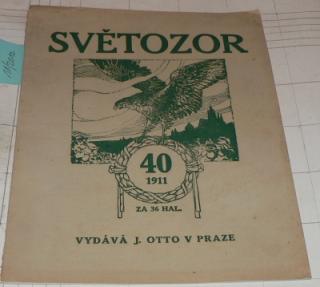 SVĚTOZOR
40
1911
ZA 36 HAL.
VYDÁVÁ J. OTTO V PRAZE